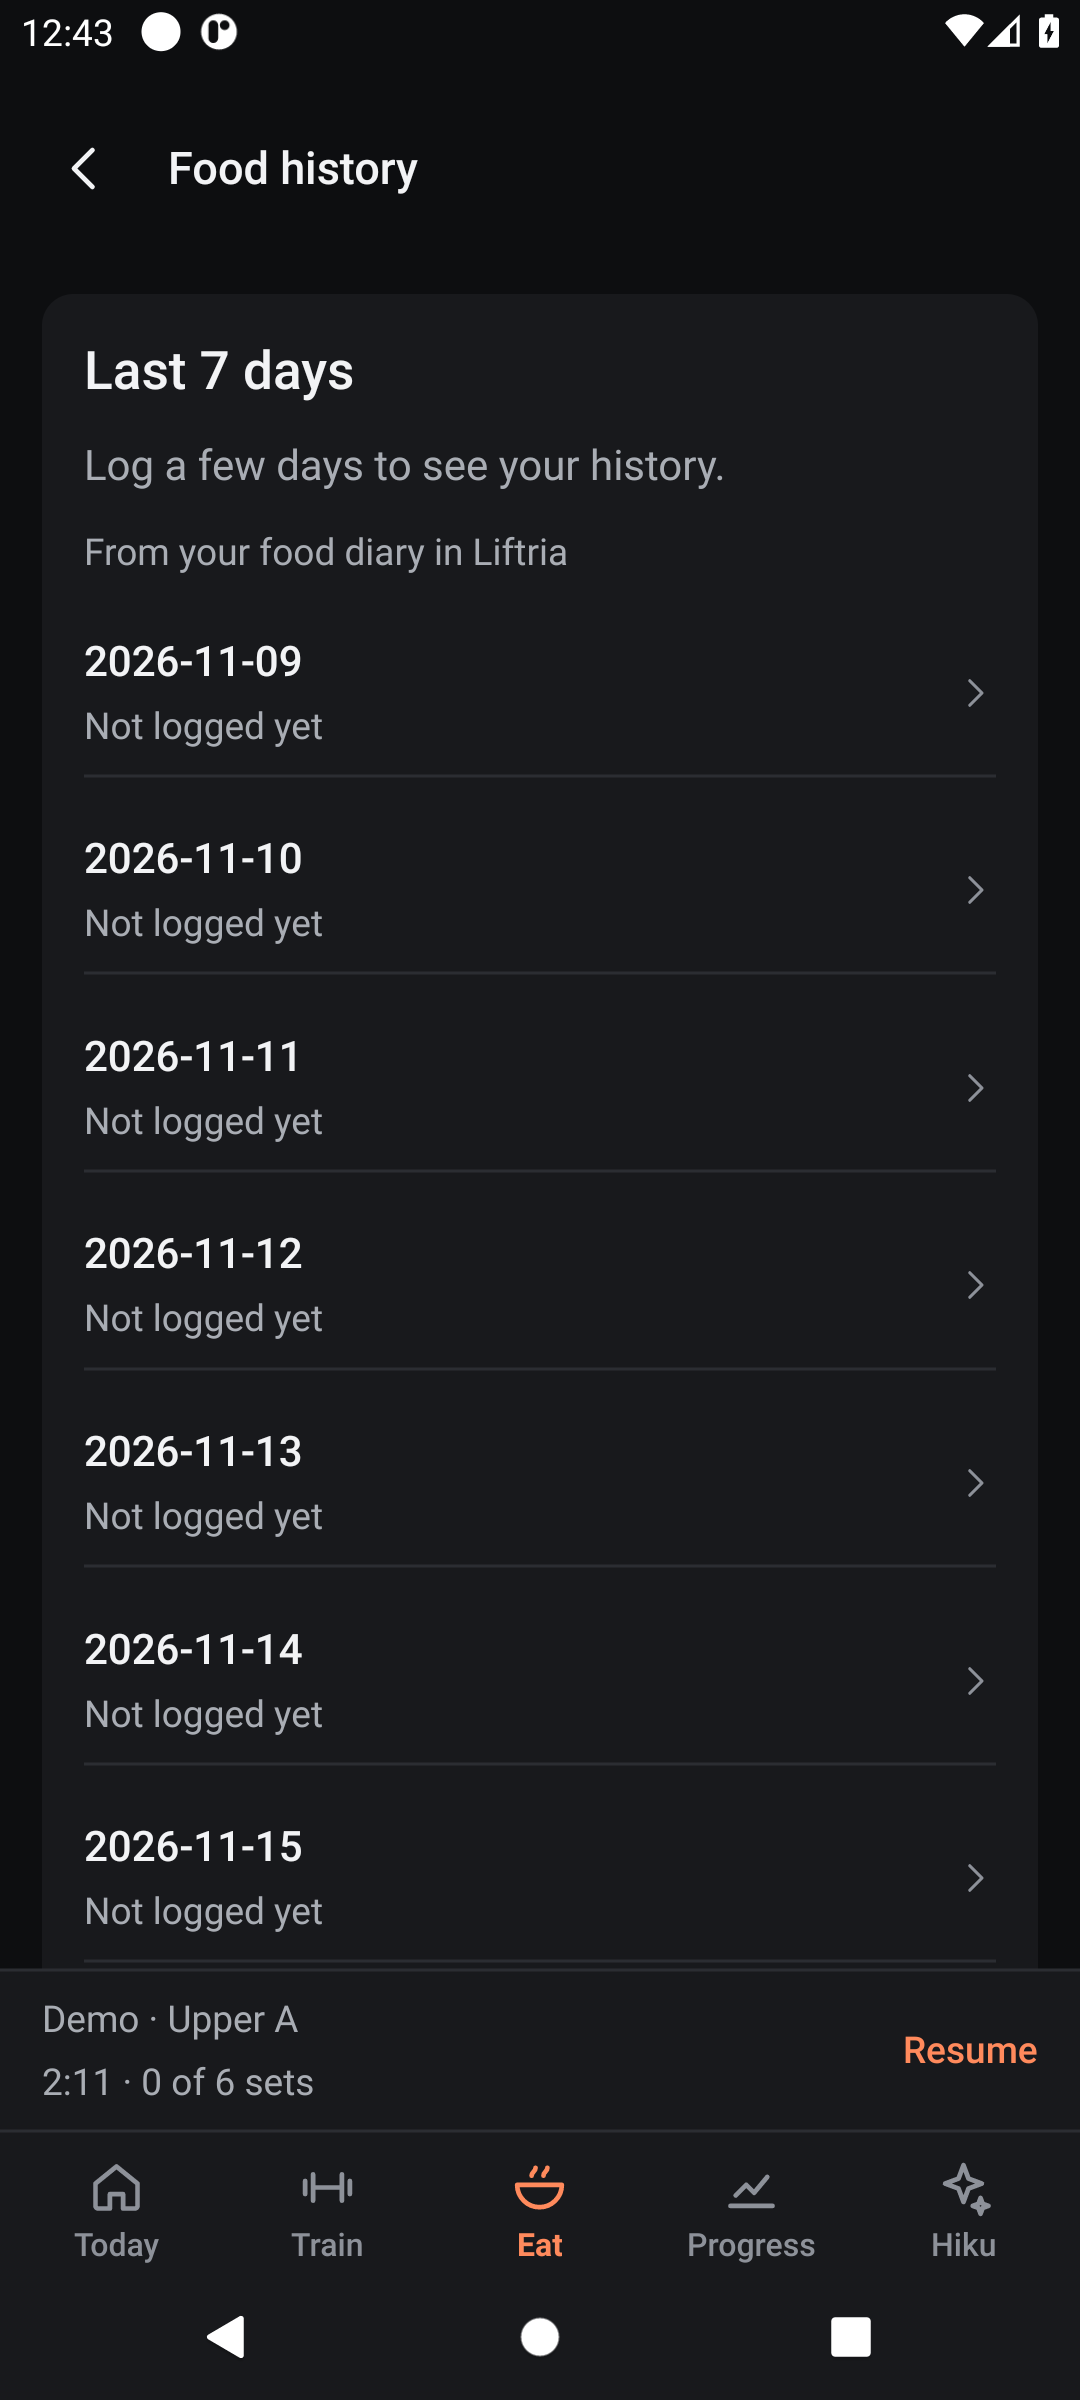 12:43
Food history
Last 7 days
Log a few days to see your history.
From your food diary in Liftria
2026-11-09
Not logged yet
2026-11-10
Not logged yet
2026-11-11
Not logged yet
2026-11-12
Not logged yet
2026-11-13
Not logged yet
2026-11-14
Not logged yet
2026-11-15
Not logged yet
Demo · Upper A
2:11 · 0 of 6 sets
Resume
Today
Train
Eat
Progress
Hiku